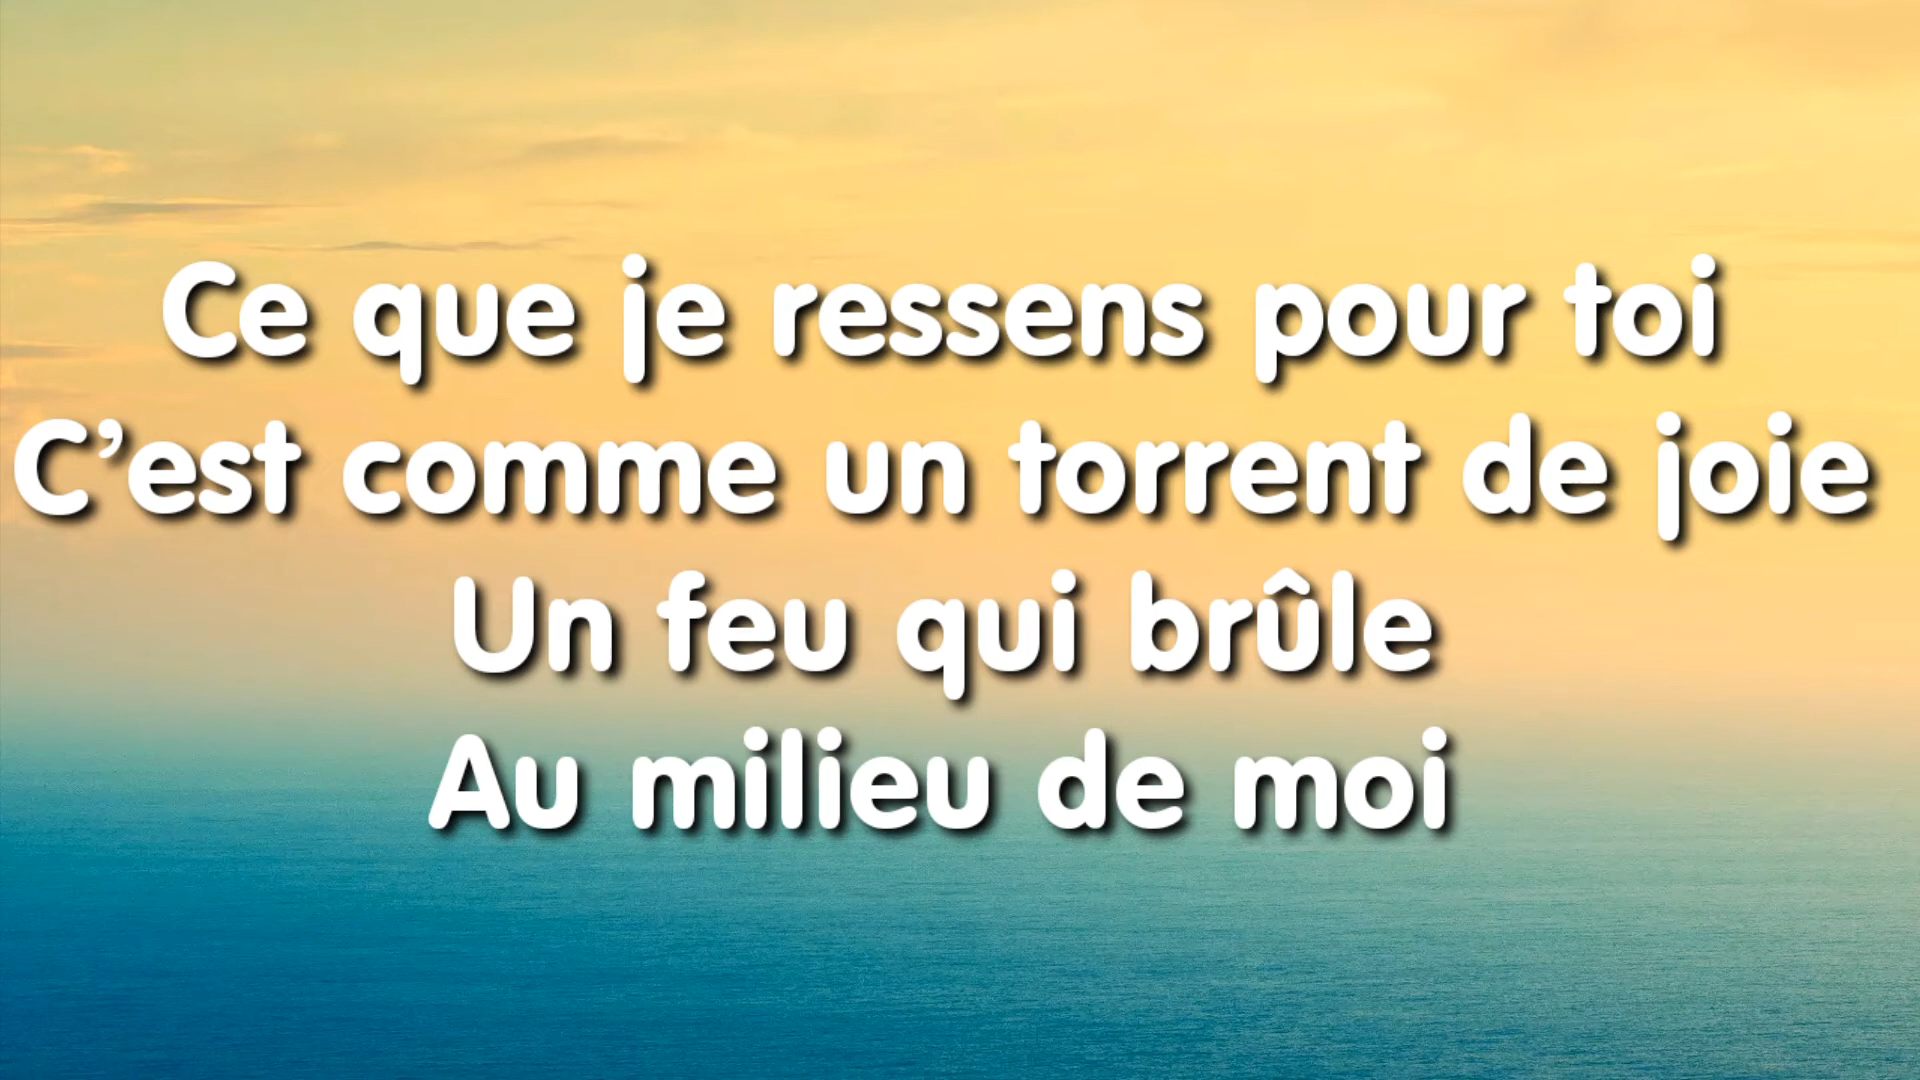 Ce que je ressens pour toi
C’est comme un torrent de joie
Un feu qui brûle
Au milieu de moi